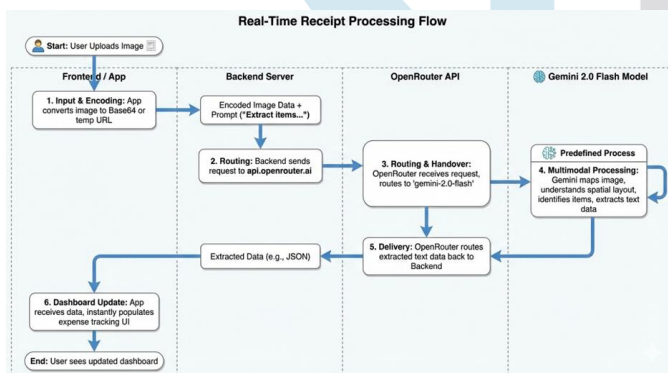 Real-Time Receipt Processing Flow
Start: User Uploads Image
Frontend / App
Backend Server
OpenRouter API
Gemini 2.0 Flash Model
1. Input & Encoding: App
converts image to Base64 or
temp URL
Encoded Image Data +
Prompt ("Extract items...")
2. Routing: Backend sends
request to api.openrouter.ai
3. Routing & Handover:
OpenRouter receives request,
routes to 'gemini-2.0-flash'
Predefined Process
4. Multimodal Processing:
Gemini maps image,
understands spatial layout,
identifies items, extracts text
data
5. Delivery: OpenRouter routes
extracted text data back to
Backend
Extracted Data (e.g., JSON)
6. Dashboard Update: App
receives data, instantly populates
expense tracking UI
End: User sees updated dashboard